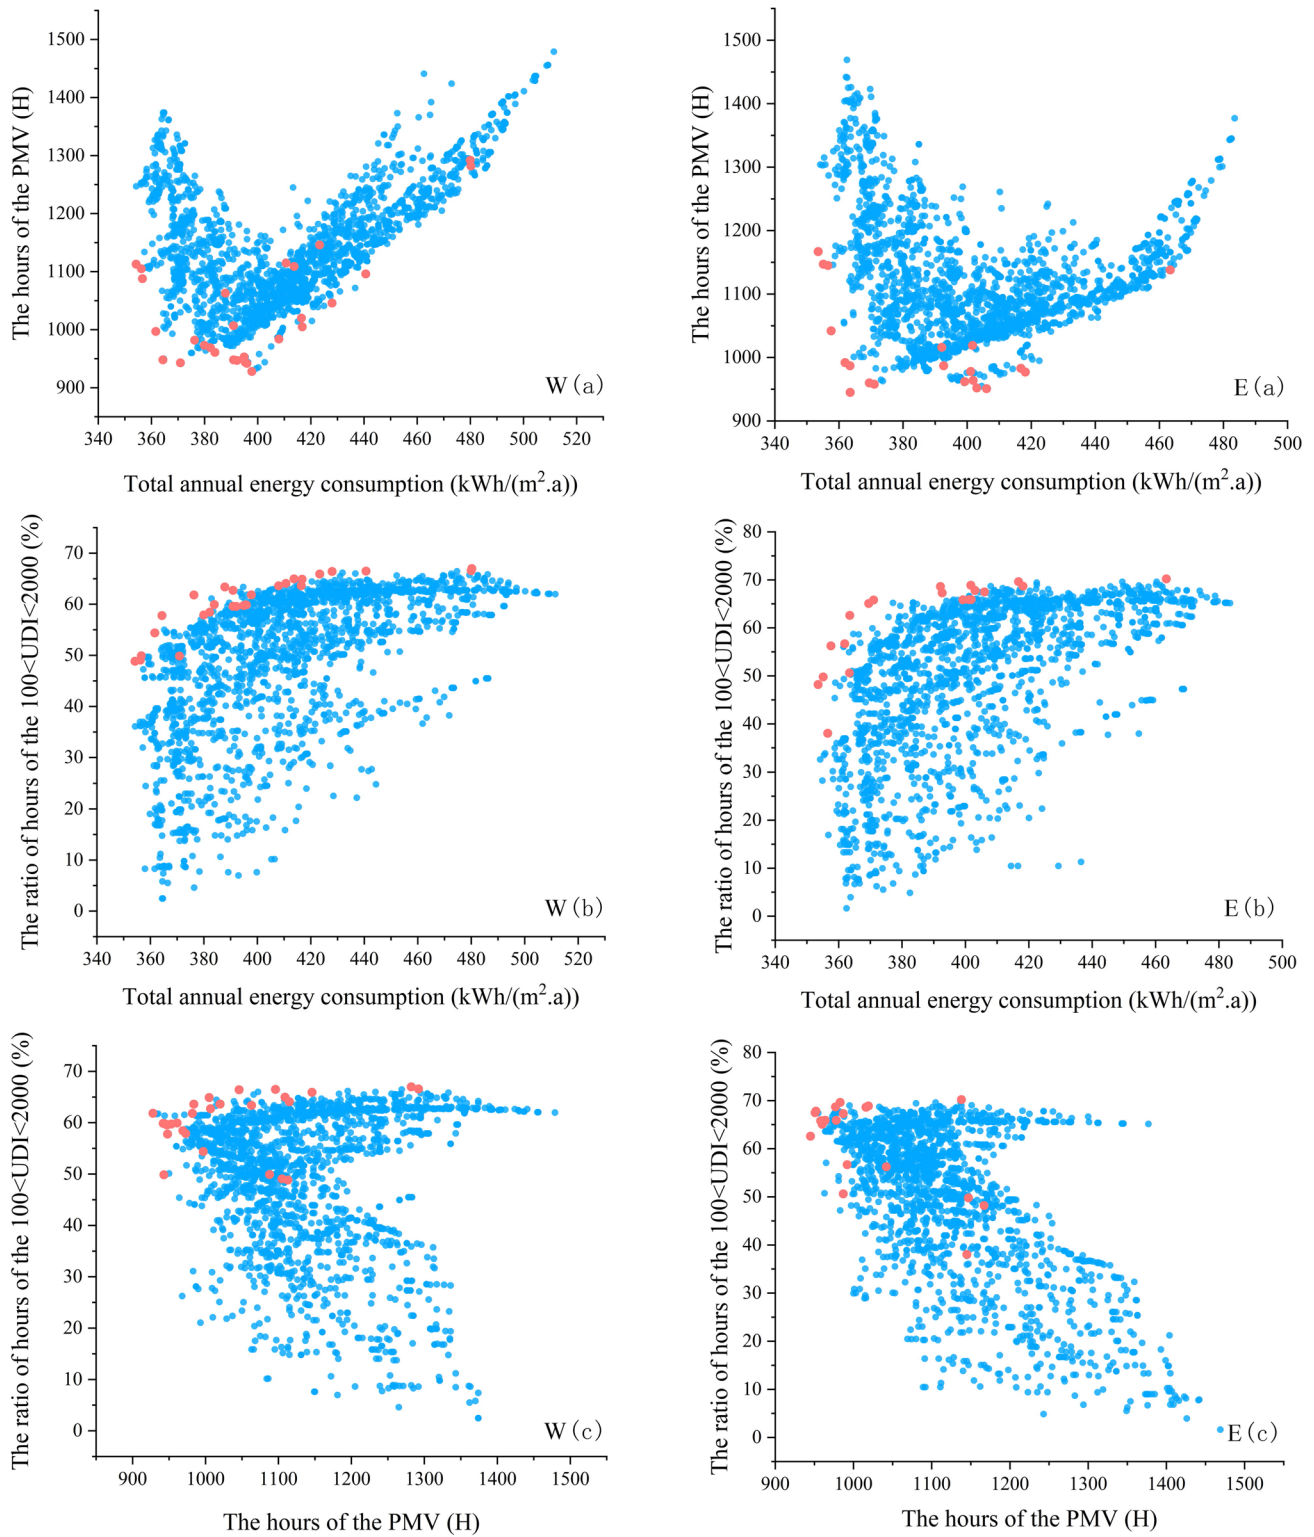 The hours of the PMV (H)
1500
1400
1300
1200
1100
1000
900
W (a)
340 360 380 400 420 440 460 480 500 520
Total annual energy consumption (kWh/(m².a))
The hours of the PMV (H)
1500
1400
1300
1200
1100
1000
900
E (a)
340 360 380 400 420 440 460 480 500
Total annual energy consumption (kWh/(m².a))
The ratio of hours of the 100<UDI<2000 (%)
70
60
50
40
30
20
10
0
W (b)
340 360 380 400 420 440 460 480 500 520
Total annual energy consumption (kWh/(m².a))
The ratio of hours of the 100<UDI<2000 (%)
80
70
60
50
40
30
20
10
0
E (b)
340 360 380 400 420 440 460 480 500
Total annual energy consumption (kWh/(m².a))
The ratio of hours of the 100<UDI<2000 (%)
70
60
50
40
30
20
10
0
W (c)
900 1000 1100 1200 1300 1400 1500
The hours of the PMV (H)
The ratio of hours of the 100<UDI<2000 (%)
80
70
60
50
40
30
20
10
0
E (c)
900 1000 1100 1200 1300 1400 1500
The hours of the PMV (H)